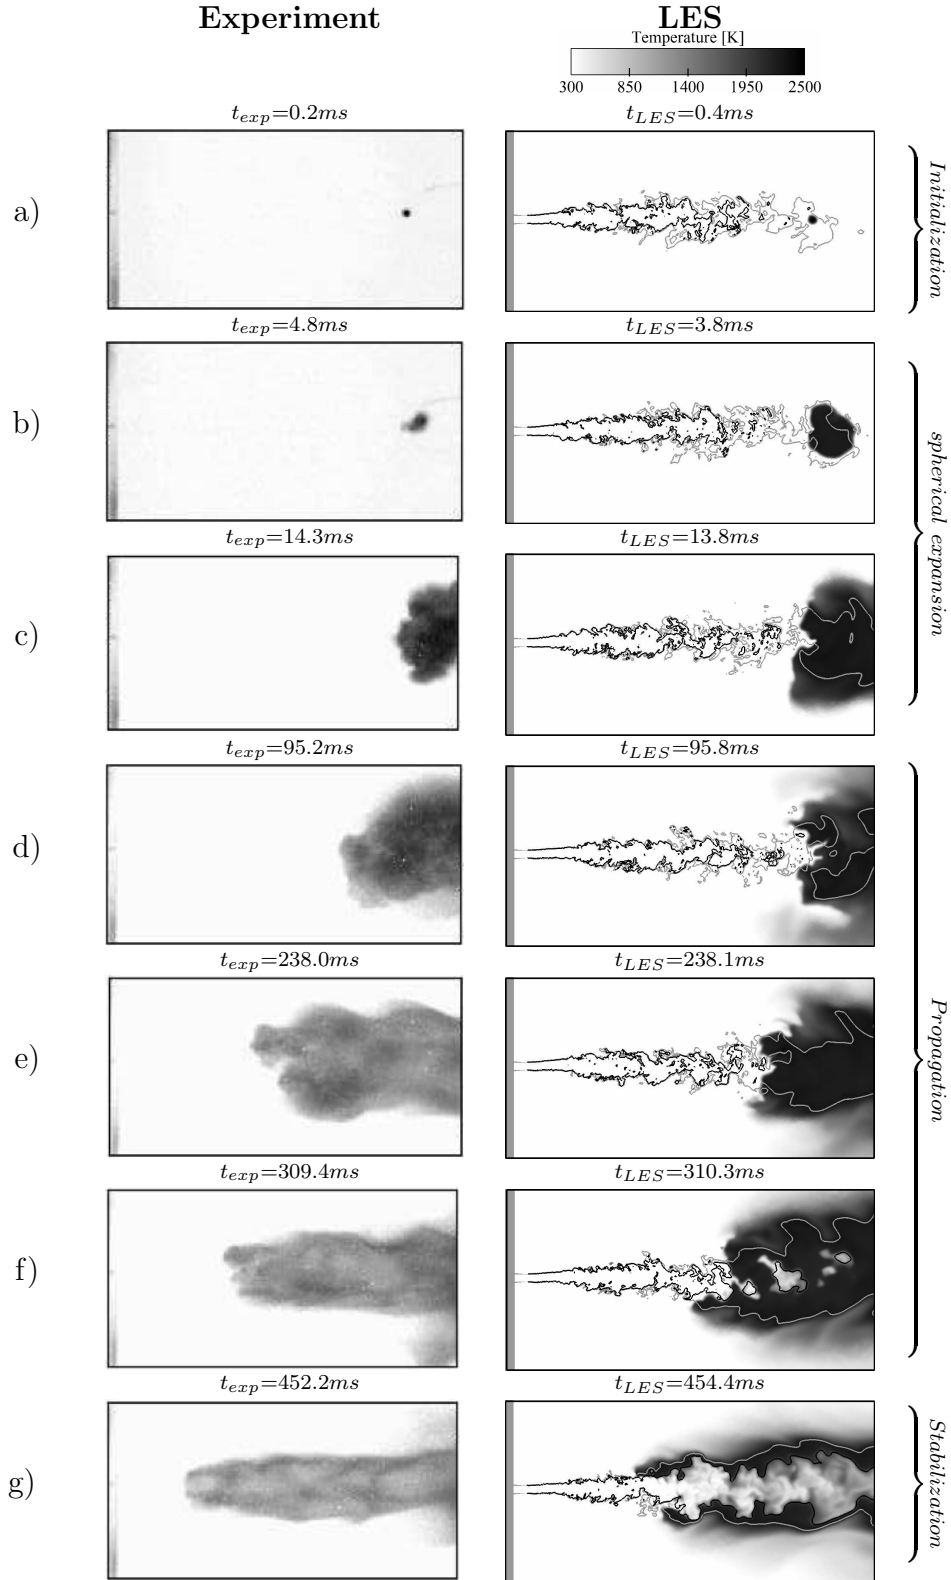 Experiment LES
Temperature [K]
300 850 1400 1950 2500
t_exp=0.2ms t_LES=0.4ms
a) Initialization
t_exp=4.8ms t_LES=3.8ms
b)
spherical expansion
t_exp=14.3ms t_LES=13.8ms
c)
t_exp=95.2ms t_LES=95.8ms
d)
t_exp=238.0ms t_LES=238.1ms
e) Propagation
t_exp=309.4ms t_LES=310.3ms
f)
t_exp=452.2ms t_LES=454.4ms
g) Stabilization